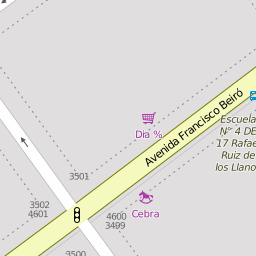 Dia %
Avenida Francisco Beiró
Escuela
N° 4 DE
17 Rafae
Ruiz de
los Llano
3501
3502
4601
4600
3499
Cebra
3500